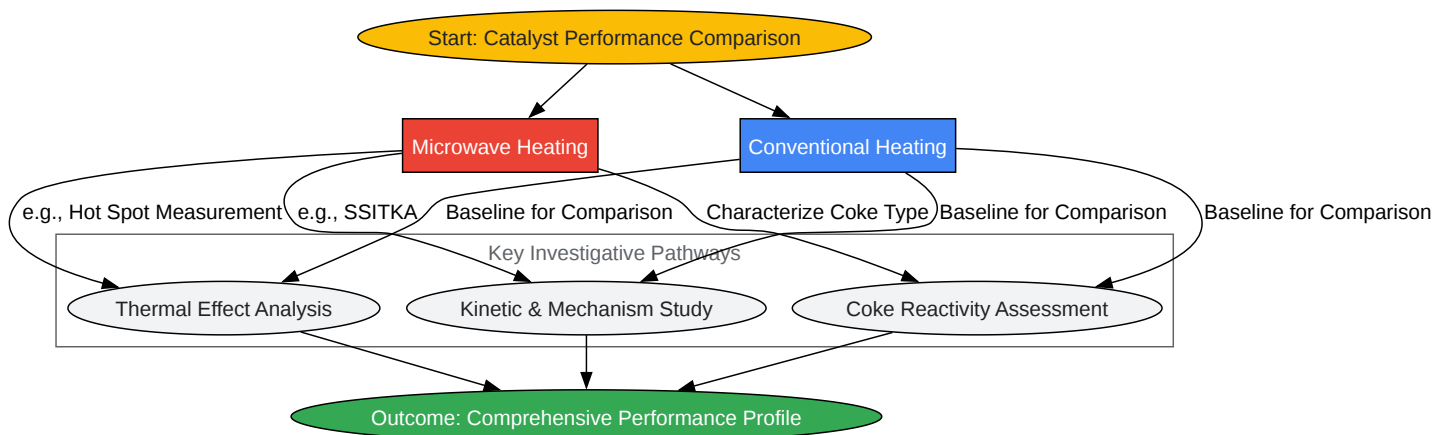 Start: Catalyst Performance Comparison
Microwave Heating
Conventional Heating
e.g., Hot Spot Measurement
e.g., SSITKA
Baseline for Comparison
Characterize Coke Type
Baseline for Comparison
Baseline for Comparison
Key Investigative Pathways
Thermal Effect Analysis
Kinetic & Mechanism Study
Coke Reactivity Assessment
Outcome: Comprehensive Performance Profile